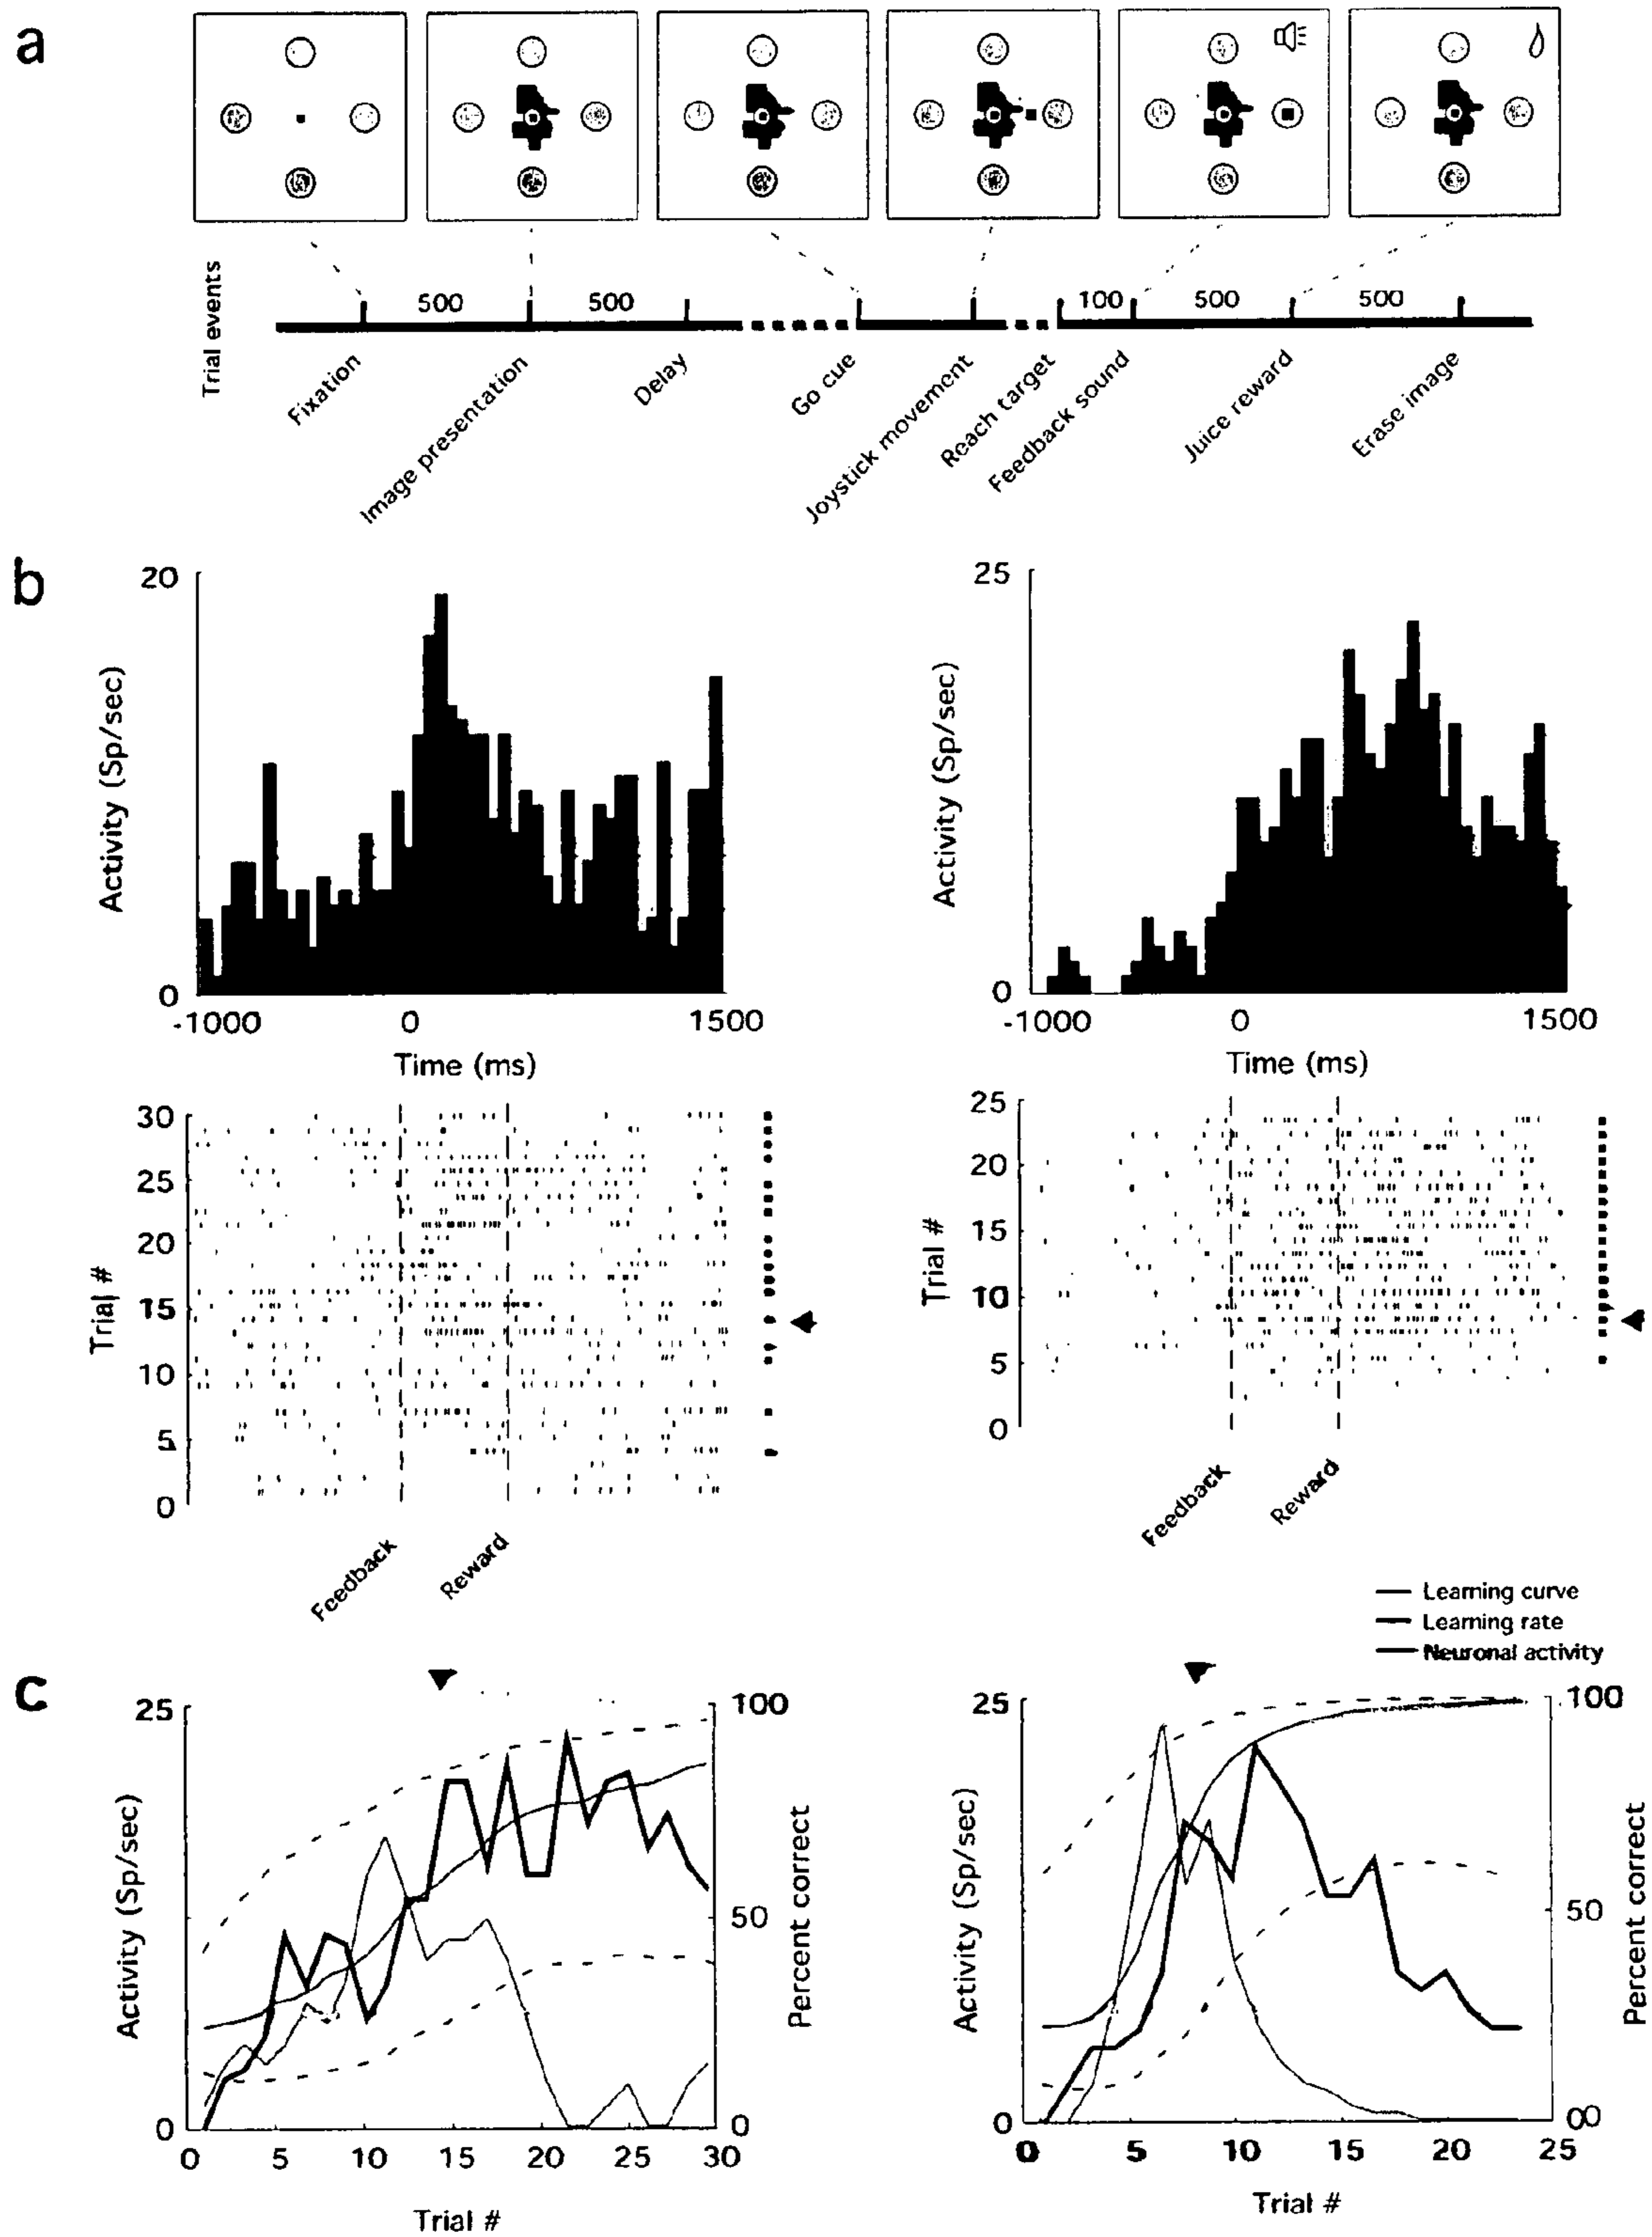 a
Trial events
500 500 100 500 500
Fixation
Image presentation
Delay
Go cue
Joystick movement
Reach target
Feedback sound
Juice reward
Erase image
b
20
Activity (Sp/sec)
0
-1000 0 1500
Time (ms)
25
Activity (Sp/sec)
0
-1000 0 1500
Time (ms)
30
25
20
15
10
5
0
Trial #
Feedback
Reward
25
20
15
10
5
0
Trial #
Feedback
Reward
Learning curve
Learning rate
Neuronal activity
c
25
Activity (Sp/sec)
0
100
50
0
Percent correct
0 5 10 15 20 25 30
Trial #
25
Activity (Sp/sec)
0
100
50
00
Percent correct
0 5 10 15 20 25
Trial #